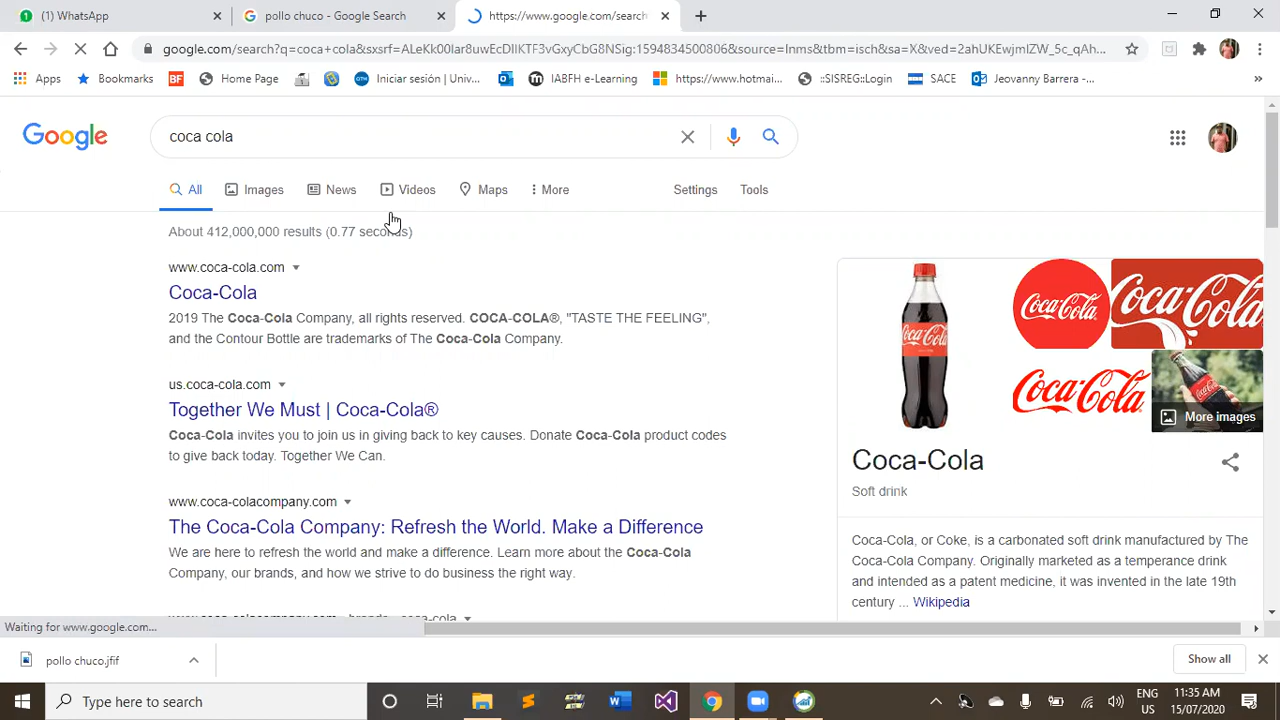 (1) WhatsApp
pollo chuco - Google Search
https://www.google.com/search
google.com/search?q=coca+cola&sxsrf=ALeKk00lar8uwEcDlIKTF3vGxyCbG8NSig:1594834500806&source=lnms&tbm=isch&sa=X&ved=2ahUKEwjmlZW_5c_qAh...
Apps
Bookmarks
BF
Home Page
Iniciar sesión | Univ...
IABFH e-Learning
https://www.hotmai...
::SISREG::Login
SACE
Jeovanny Barrera -...
»
Google
coca cola
All
Images
News
Videos
Maps
More
Settings
Tools
About 412,000,000 results (0.77 seconds)
www.coca-cola.com
Coca-Cola
2019 The Coca-Cola Company, all rights reserved. COCA-COLA®, "TASTE THE FEELING",
and the Contour Bottle are trademarks of The Coca-Cola Company.
us.coca-cola.com
Together We Must | Coca-Cola®
Coca-Cola invites you to join us in giving back to key causes. Donate Coca-Cola product codes
to give back today. Together We Can.
www.coca-colacompany.com
The Coca-Cola Company: Refresh the World. Make a Difference
We are here to refresh the world and make a difference. Learn more about the Coca-Cola
Company, our brands, and how we strive to do business the right way.
Coca-Cola
Coca-Cola
Coca-Cola
Coca-Cola
More images
Coca-Cola
Soft drink
Coca-Cola, or Coke, is a carbonated soft drink manufactured by The
Coca-Cola Company. Originally marketed as a temperance drink
and intended as a patent medicine, it was invented in the late 19th
century ... Wikipedia
Waiting for www.google.com...
pollo chuco.jfif
Show all
Type here to search
ENG
ES
11:35 AM
15/07/2020